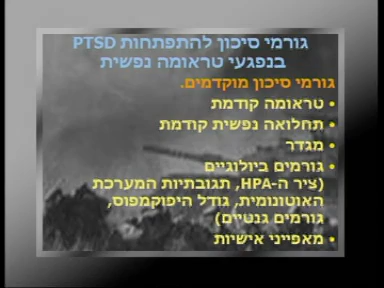 גורמי סיכון להתפתחות PTSD
בנפגעי טראומה נפשית
גורמי סיכון מוקדמים.
• טראומה קודמת
• תחלואה נפשית קודמת
• מגדר
• גורמים ביולוגיים
(ציר ה-HPA, תגובתיות המערכת
האוטונומית, גודל היפוקמפוס,
גורמים גנטיים)
• מאפייני אישיות